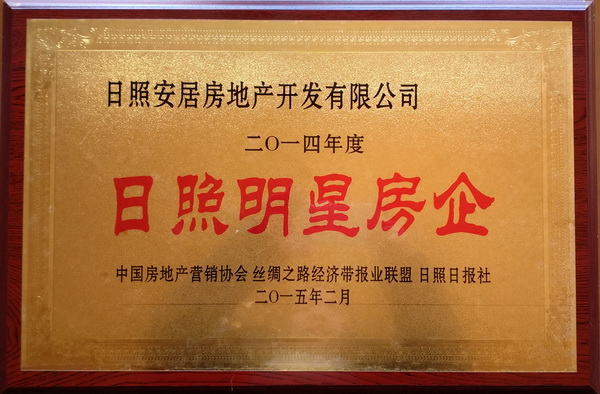 日照安居房地产开发有限公司
二〇一四年度
日照明星房企
中国房地产营销协会 丝绸之路经济带报业联盟 日照日报社
二〇一五年二月